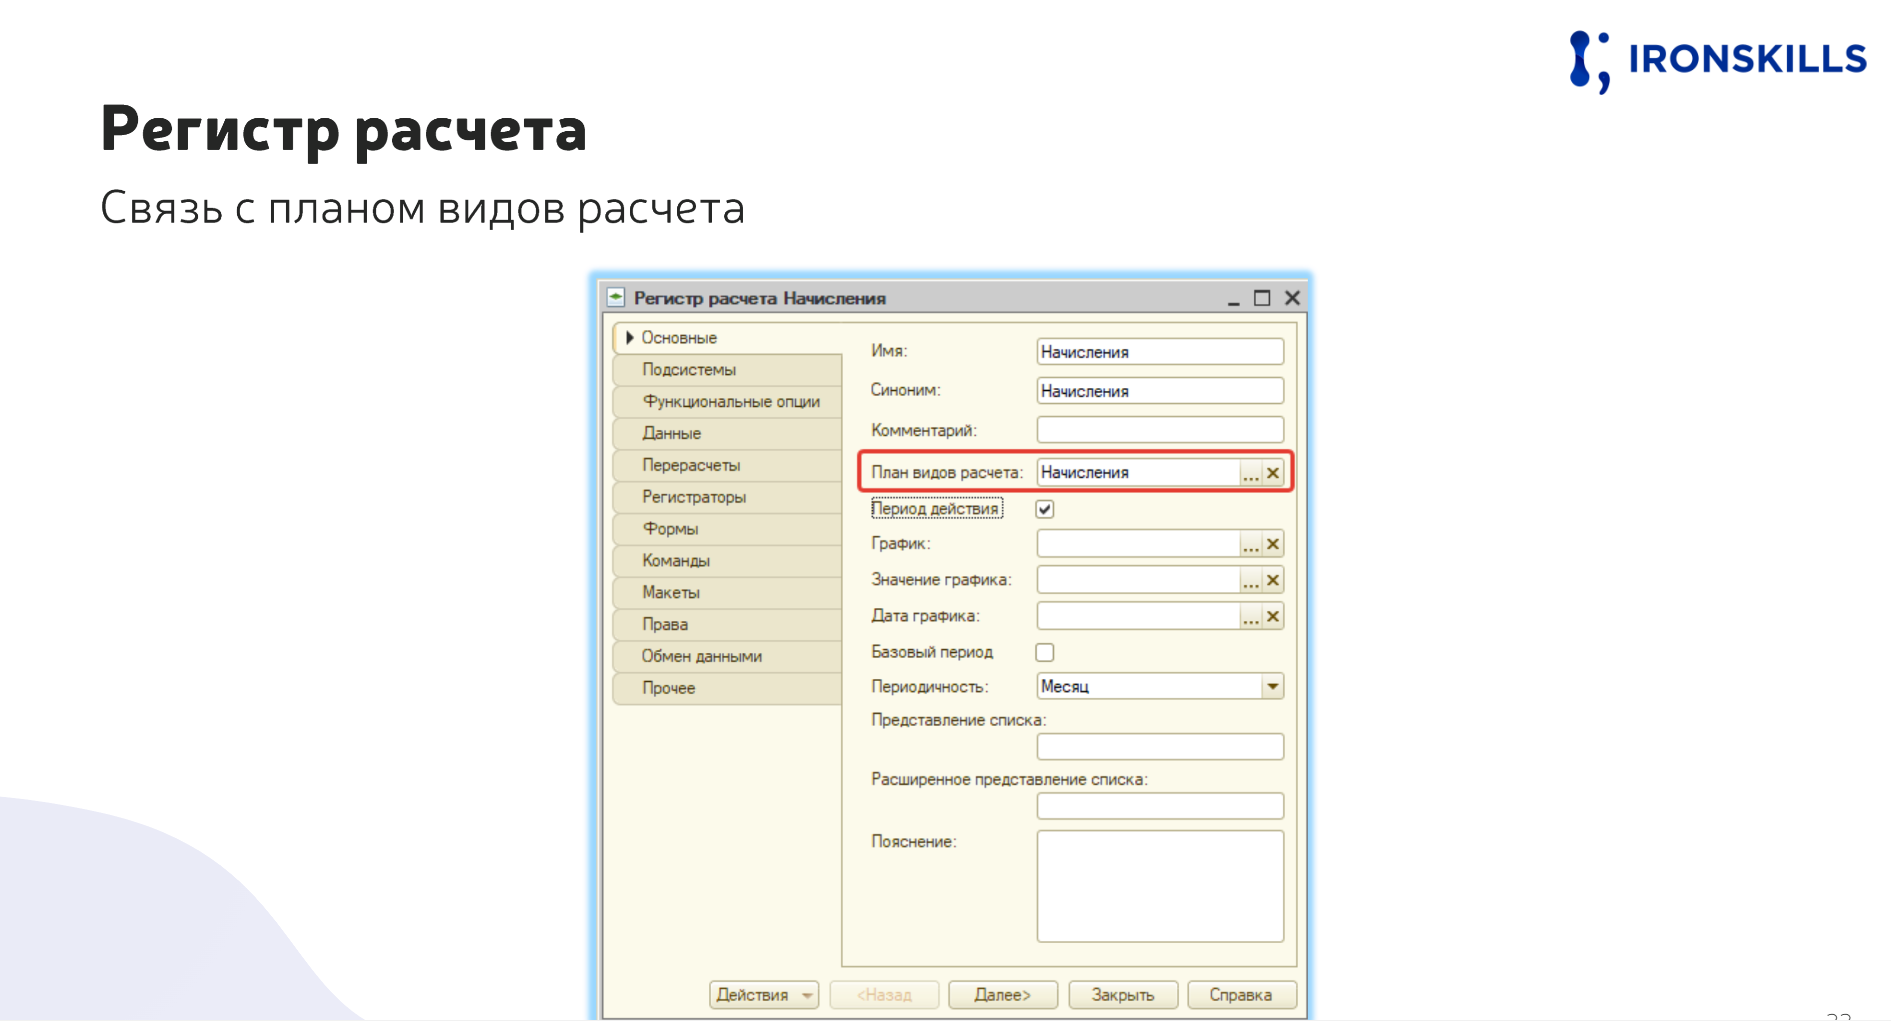 IRONSKILLS
Регистр расчета
Связь с планом видов расчета
Регистр расчета Начисления
Основные
Подсистемы
Функциональные опции
Данные
Перерасчеты
Регистраторы
Формы
Команды
Макеты
Права
Обмен данными
Прочее
Имя: Начисления
Синоним: Начисления
Комментарий:
План видов расчета: Начисления ...
Период действия
График: ...
Значение графика: ...
Дата графика: ...
Базовый период
Периодичность: Месяц
Представление списка:
Расширенное представление списка:
Пояснение:
Действия <Назад Далее> Закрыть Справка